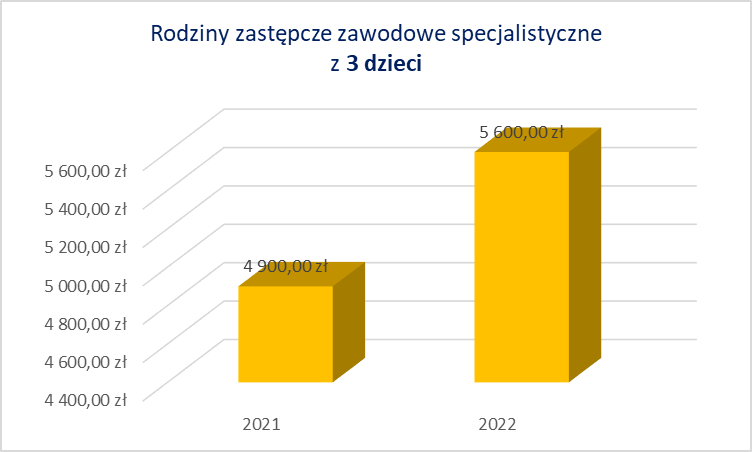 Rodziny zastępcze zawodowe specjalistyczne
z 3 dzieci
5 600,00 zł
5 400,00 zł
5 200,00 zł
5 000,00 zł
4 800,00 zł
4 600,00 zł
4 400,00 zł
4 900,00 zł
5 600,00 zł
2021
2022